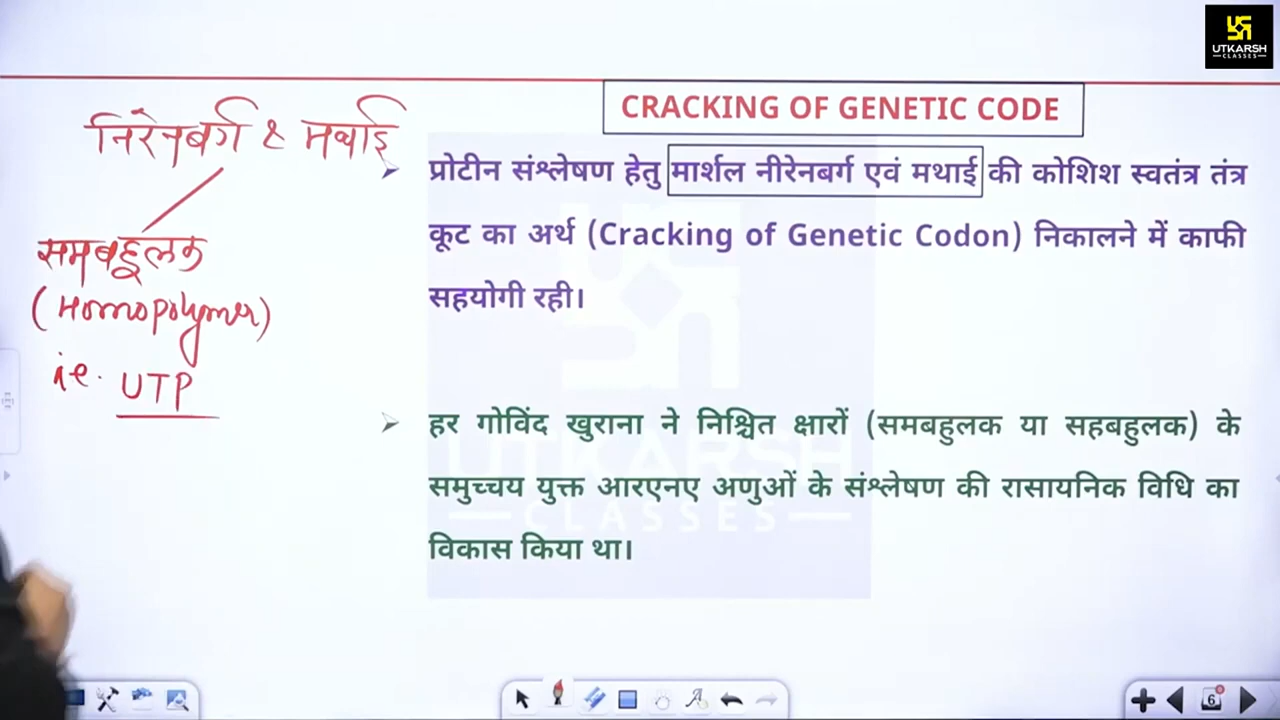 UTKARSH
CLASSES
CRACKING OF GENETIC CODE
निरेनबर्ग & मथाई
समबहुलक
(Homopolymer)
ie. UTP
प्रोटीन संश्लेषण हेतु मार्शल नीरेनबर्ग एवं मथाई की कोशिश स्वतंत्र तंत्र
कूट का अर्थ (Cracking of Genetic Codon) निकालने में काफी
सहयोगी रही।
हर गोविंद खुराना ने निश्चित क्षारों (समबहुलक या सहबहुलक) के
समुच्चय युक्त आरएनए अणुओं के संश्लेषण की रासायनिक विधि का
विकास किया था।
UTKARSH
CLASSES
6